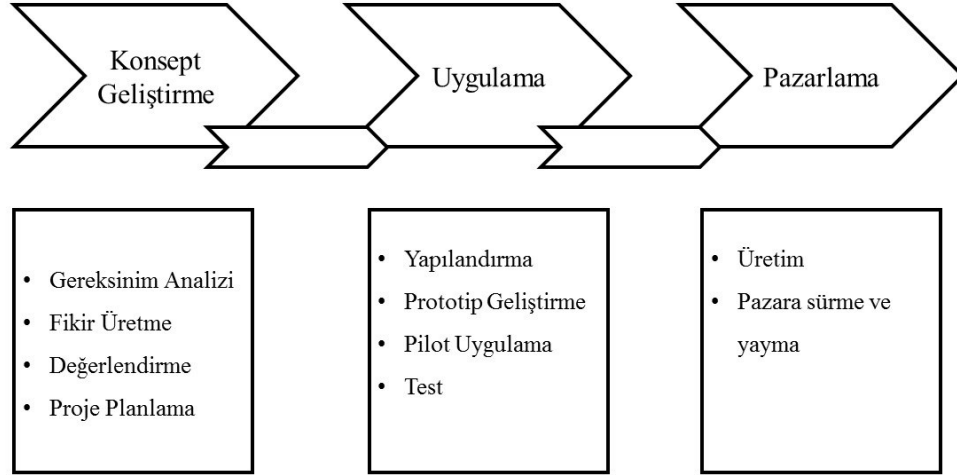 Konsept
Geliştirme
Uygulama
Pazarlama
• Gereksinim Analizi
• Fikir Üretme
• Değerlendirme
• Proje Planlama
• Yapılandırma
• Prototip Geliştirme
• Pilot Uygulama
• Test
• Üretim
• Pazara sürme ve
yayma